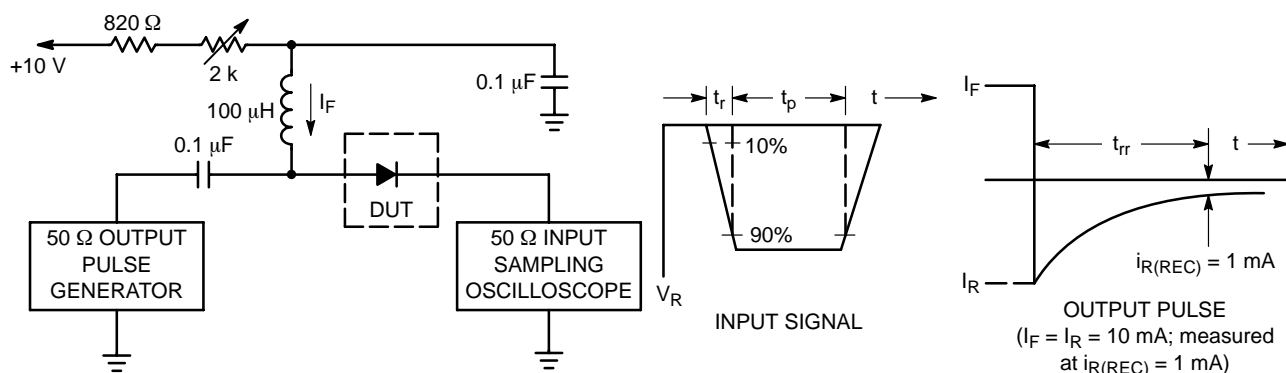 820 Ω
+10 V
2 k
100 μH
I_F
0.1 μF
0.1 μF
DUT
50 Ω OUTPUT
PULSE
GENERATOR
50 Ω INPUT
SAMPLING
OSCILLOSCOPE
t_r
t_p
t
10%
90%
V_R
INPUT SIGNAL
I_F
t_rr
t
I_R
i_R(REC) = 1 mA
OUTPUT PULSE
(I_F = I_R = 10 mA; measured
at i_R(REC) = 1 mA)